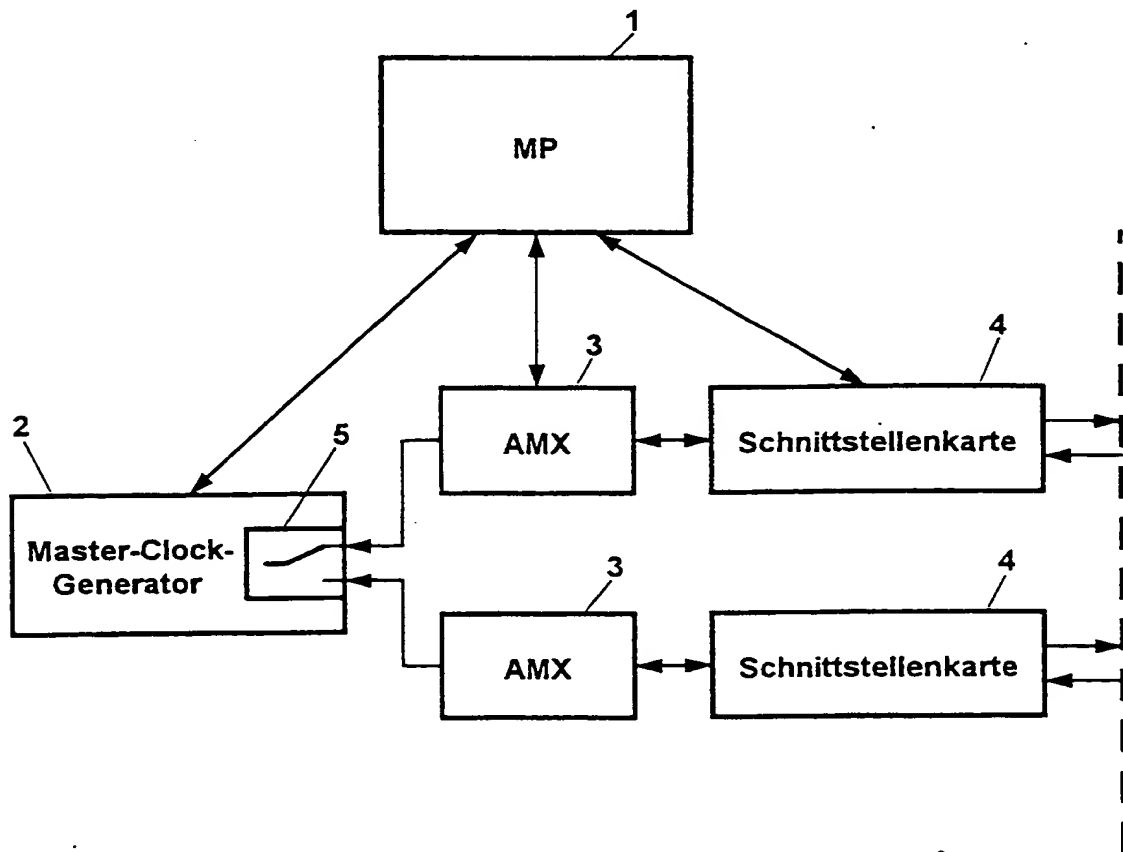 1
MP
3
4
AMX
Schnittstellenkarte
2
5
Master-Clock-
Generator
3
4
AMX
Schnittstellenkarte